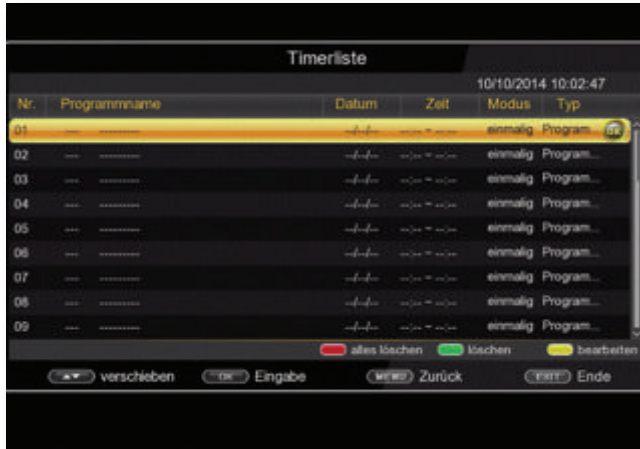 Timerliste
10/10/2014 10:02:47
Nr. Programmname Datum Zeit Modus Typ
01 --- --------- --/--/-- --:-- ~ --:-- einmalig Program... OK
02 --- --------- --/--/-- --:-- ~ --:-- einmalig Program...
03 --- --------- --/--/-- --:-- ~ --:-- einmalig Program...
04 --- --------- --/--/-- --:-- ~ --:-- einmalig Program...
05 --- --------- --/--/-- --:-- ~ --:-- einmalig Program...
06 --- --------- --/--/-- --:-- ~ --:-- einmalig Program...
07 --- --------- --/--/-- --:-- ~ --:-- einmalig Program...
08 --- --------- --/--/-- --:-- ~ --:-- einmalig Program...
09 --- --------- --/--/-- --:-- ~ --:-- einmalig Program...
alles löschen löschen bearbeiten
▲▼ verschieben OK Eingabe MENU Zurück EXIT Ende